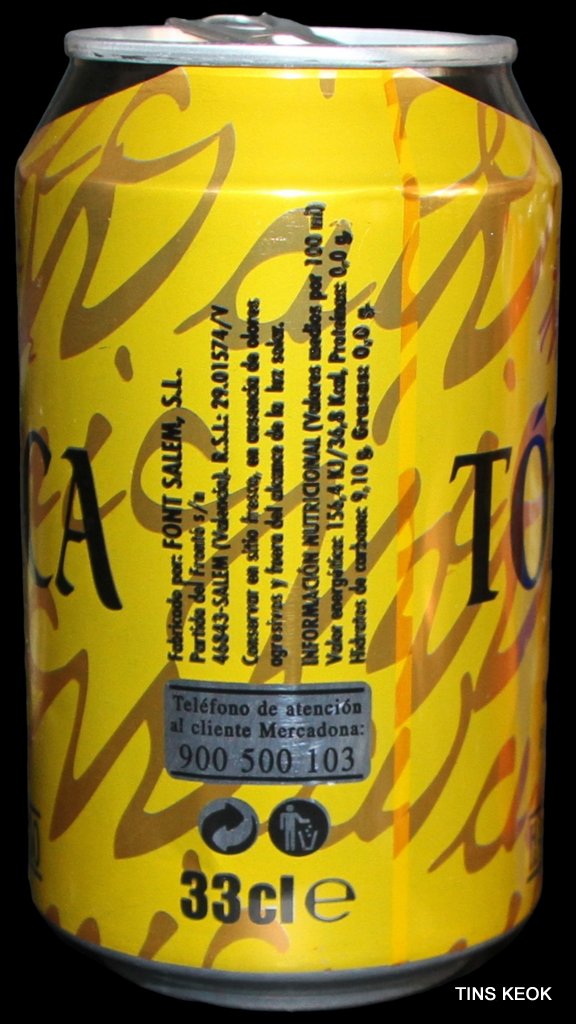 CA
TÓ
Fabricado por: FONT SALEM, S.L.
Partida del Frontó s/n
46843-SALEM (Valencia). R.S.I.: 29.01574/V
Conservar en sitio fresco, en ausencia de olores
agresivos y fuera del alcance de la luz solar.
INFORMACIÓN NUTRICIONAL (Valores medios por 100 ml)
Valor energético: 156,4 KJ/36,8 Kcal, Proteínas: 0,0 g.
Hidratos de carbono: 9,10 g, Grasas: 0,0 g.
Teléfono de atención
al cliente Mercadona:
900 500 103
33cl e
TINS KEOK